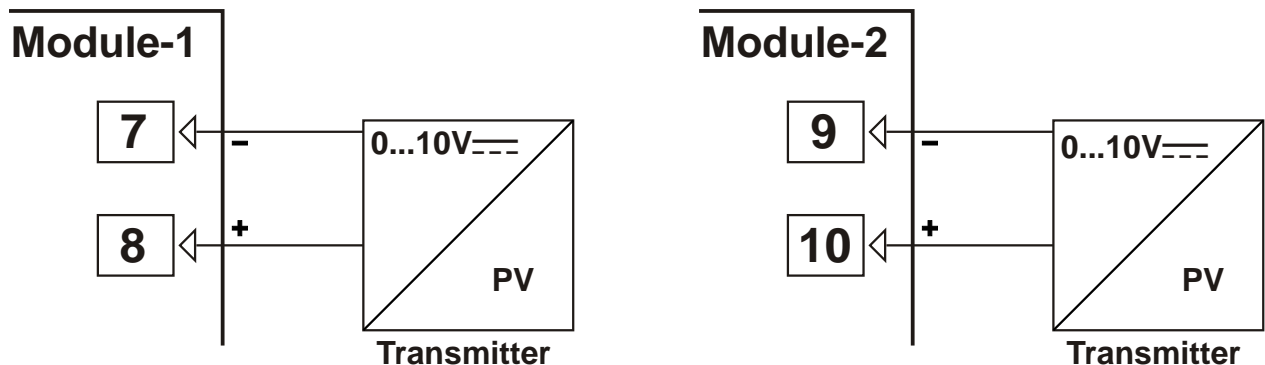 Module-1
7
-
0...10V
8
+
PV
Transmitter
Module-2
9
-
0...10V
10
+
PV
Transmitter